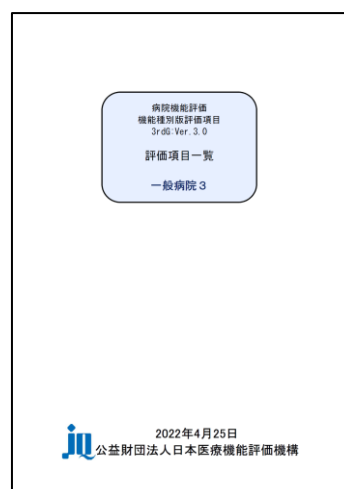 病院機能評価
機能種別版評価項目
3rdG:Ver.3.0
評価項目一覧
一般病院３
2022年4月25日
jq 公益財団法人日本医療機能評価機構